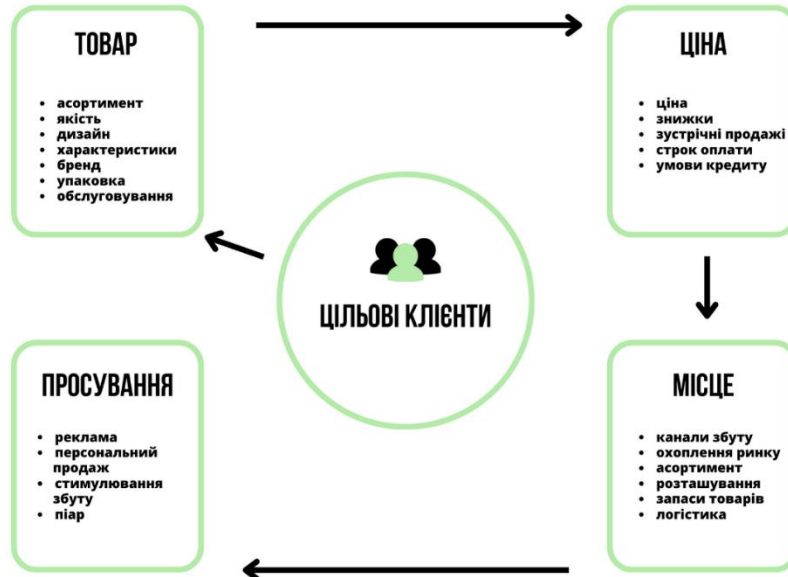 ТОВАР
асортимент
якість
дизайн
характеристики
бренд
упаковка
обслуговування
ЦІНА
ціна
знижки
зустрічні продажі
строк оплати
умови кредиту
ЦІЛЬОВІ КЛІЄНТИ
ПРОСУВАННЯ
реклама
персональний
продаж
стимулювання
збуту
піар
МІСЦЕ
канали збуту
охоплення ринку
асортимент
розташування
запаси товарів
логістика